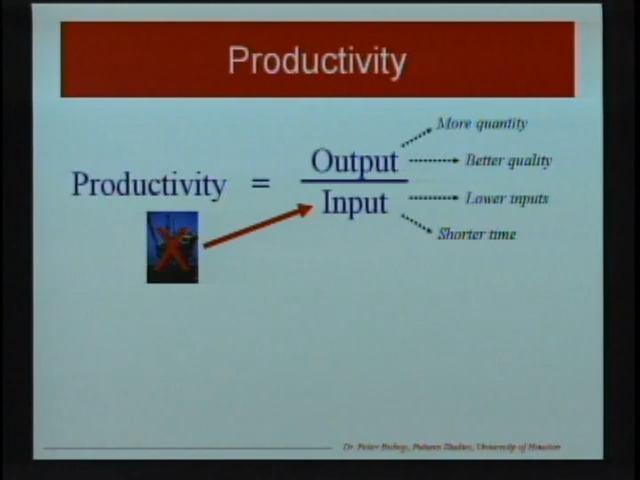 Productivity
Productivity = Output
Input
More quantity
Better quality
Lower inputs
Shorter time
Dr. Peter Bishop, Futures Studies, University of Houston